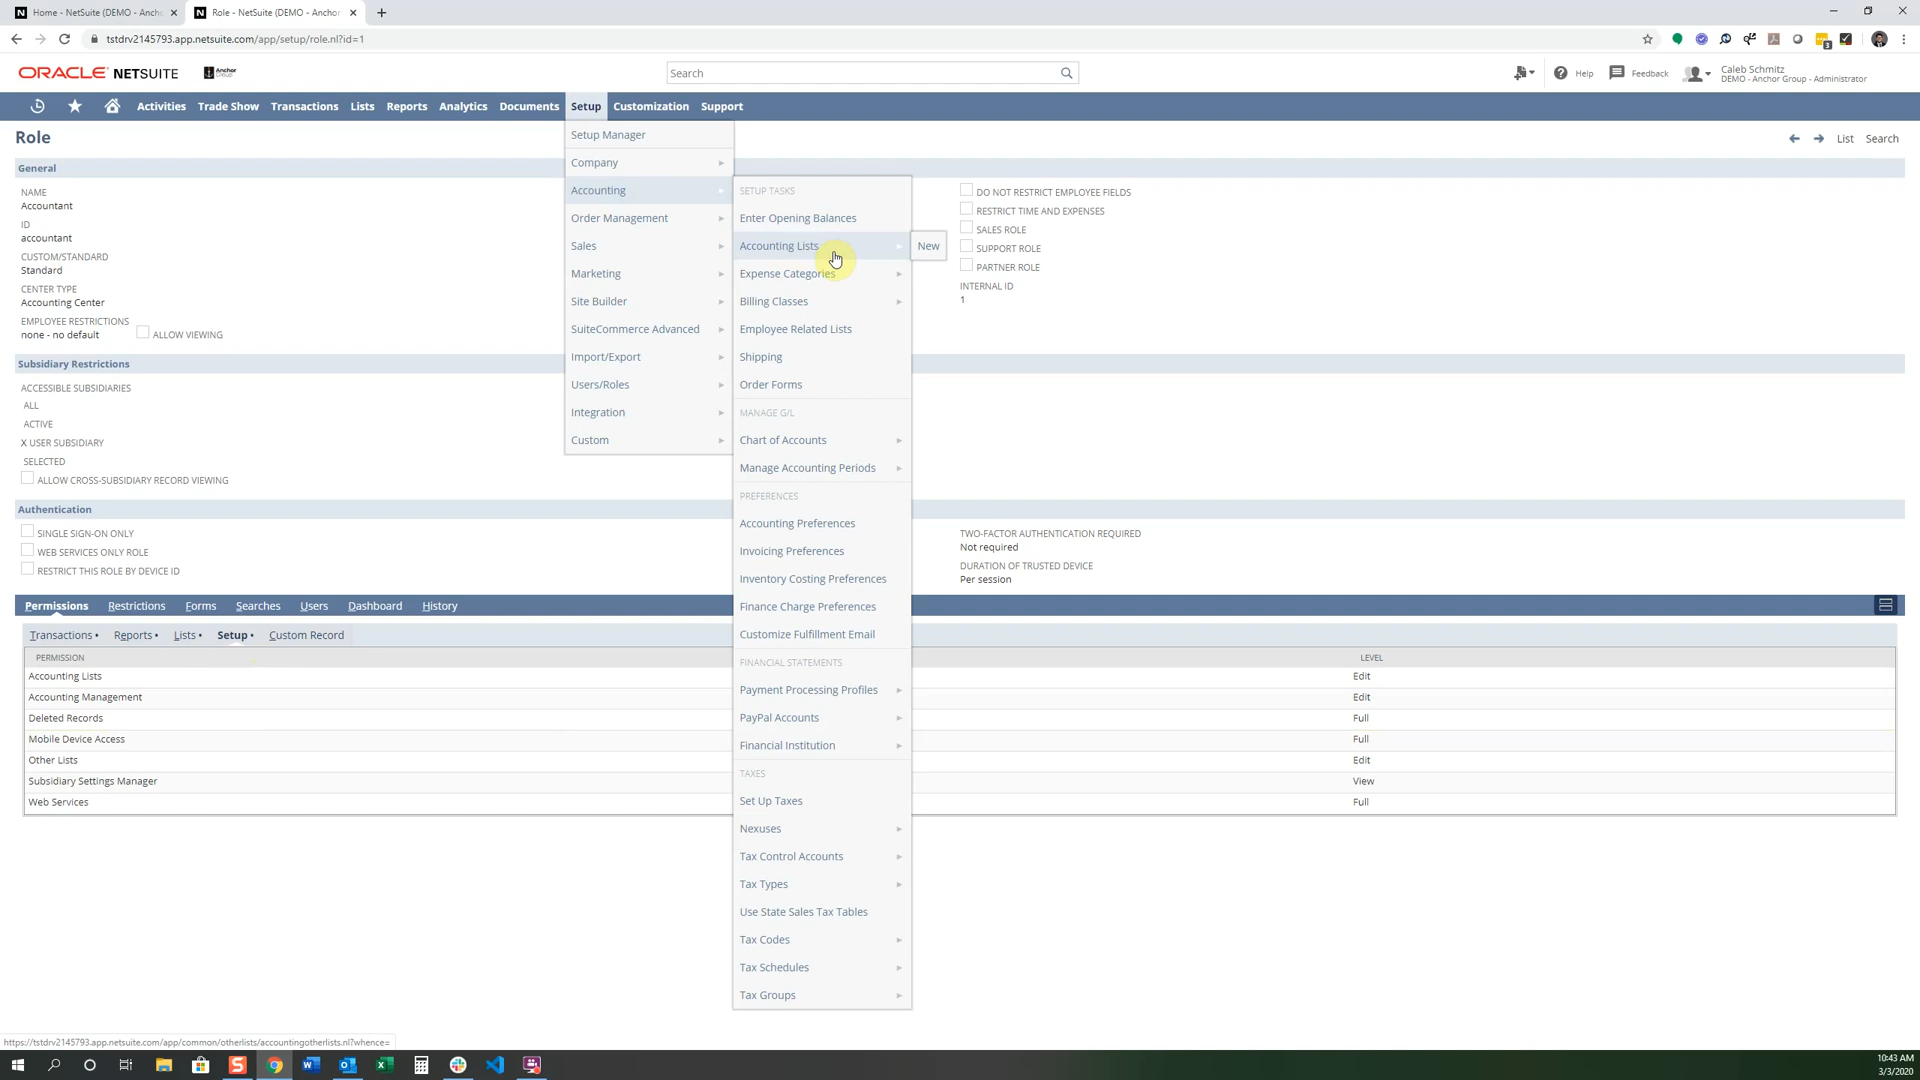 Home - NetSuite (DEMO - Ancho
Role - NetSuite (DEMO - Anchor
tstdrv2145793.app.netsuite.com/app/setup/role.nl?id=1
3
ORACLE NETSUITE
Anchor Group
Search
Help
Feedback
Caleb Schmitz
DEMO - Anchor Group - Administrator
Activities Trade Show Transactions Lists Reports Analytics Documents Setup Customization Support
Role
List Search
General
NAME
Accountant
ID
accountant
CUSTOM/STANDARD
Standard
CENTER TYPE
Accounting Center
EMPLOYEE RESTRICTIONS
none - no default
ALLOW VIEWING
Setup Manager
Company
Accounting
Order Management
Sales
Marketing
Site Builder
SuiteCommerce Advanced
Import/Export
Users/Roles
Integration
Custom
SETUP TASKS
Enter Opening Balances
Accounting Lists
New
Expense Categories
Billing Classes
Employee Related Lists
Shipping
Order Forms
MANAGE G/L
Chart of Accounts
Manage Accounting Periods
PREFERENCES
Accounting Preferences
Invoicing Preferences
Inventory Costing Preferences
Finance Charge Preferences
Customize Fulfillment Email
FINANCIAL STATEMENTS
Payment Processing Profiles
PayPal Accounts
Financial Institution
TAXES
Set Up Taxes
Nexuses
Tax Control Accounts
Tax Types
Use State Sales Tax Tables
Tax Codes
Tax Schedules
Tax Groups
DO NOT RESTRICT EMPLOYEE FIELDS
RESTRICT TIME AND EXPENSES
SALES ROLE
SUPPORT ROLE
PARTNER ROLE
INTERNAL ID
1
Subsidiary Restrictions
ACCESSIBLE SUBSIDIARIES
ALL
ACTIVE
X USER SUBSIDIARY
SELECTED
ALLOW CROSS-SUBSIDIARY RECORD VIEWING
Authentication
SINGLE SIGN-ON ONLY
WEB SERVICES ONLY ROLE
RESTRICT THIS ROLE BY DEVICE ID
TWO-FACTOR AUTHENTICATION REQUIRED
Not required
DURATION OF TRUSTED DEVICE
Per session
Permissions Restrictions Forms Searches Users Dashboard History
Transactions • Reports • Lists • Setup • Custom Record
PERMISSION LEVEL
Accounting Lists Edit
Accounting Management Edit
Deleted Records Full
Mobile Device Access Full
Other Lists Edit
Subsidiary Settings Manager View
Web Services Full
https://tstdrv2145793.app.netsuite.com/app/common/otherlists/accountingotherlists.nl?whence=
10:43 AM
3/3/2020